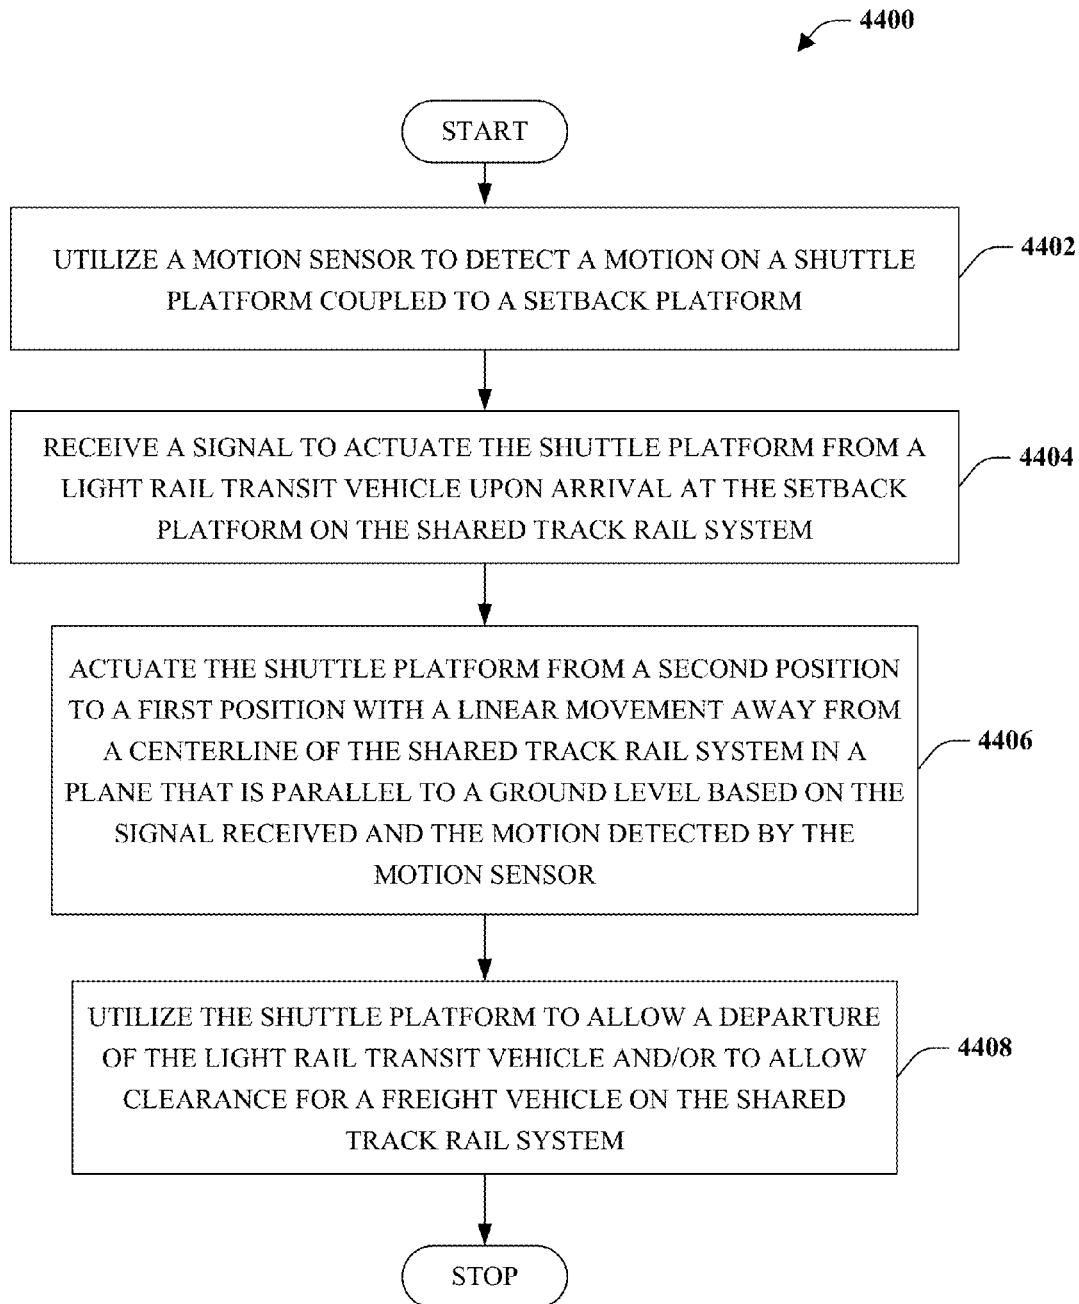 4400
START
UTILIZE A MOTION SENSOR TO DETECT A MOTION ON A SHUTTLE
PLATFORM COUPLED TO A SETBACK PLATFORM
4402
RECEIVE A SIGNAL TO ACTUATE THE SHUTTLE PLATFORM FROM A
LIGHT RAIL TRANSIT VEHICLE UPON ARRIVAL AT THE SETBACK
PLATFORM ON THE SHARED TRACK RAIL SYSTEM
4404
ACTUATE THE SHUTTLE PLATFORM FROM A SECOND POSITION
TO A FIRST POSITION WITH A LINEAR MOVEMENT AWAY FROM
A CENTERLINE OF THE SHARED TRACK RAIL SYSTEM IN A
PLANE THAT IS PARALLEL TO A GROUND LEVEL BASED ON THE
SIGNAL RECEIVED AND THE MOTION DETECTED BY THE
MOTION SENSOR
4406
UTILIZE THE SHUTTLE PLATFORM TO ALLOW A DEPARTURE
OF THE LIGHT RAIL TRANSIT VEHICLE AND/OR TO ALLOW
CLEARANCE FOR A FREIGHT VEHICLE ON THE SHARED
TRACK RAIL SYSTEM
4408
STOP